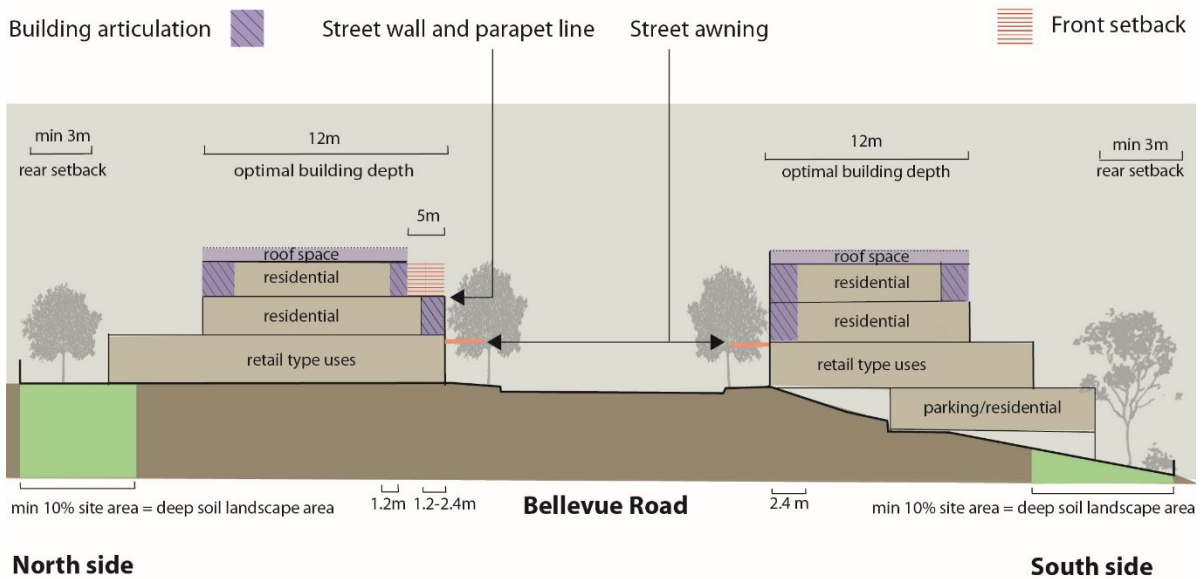 Building articulation
Street wall and parapet line
Street awning
Front setback
min 3m
rear setback
12m
optimal building depth
5m
12m
optimal building depth
min 3m
rear setback
roof space
residential
residential
retail type uses
roof space
residential
residential
retail type uses
parking/residential
min 10% site area = deep soil landscape area
1.2m
1.2-2.4m
Bellevue Road
2.4 m
min 10% site area = deep soil landscape area
North side
South side